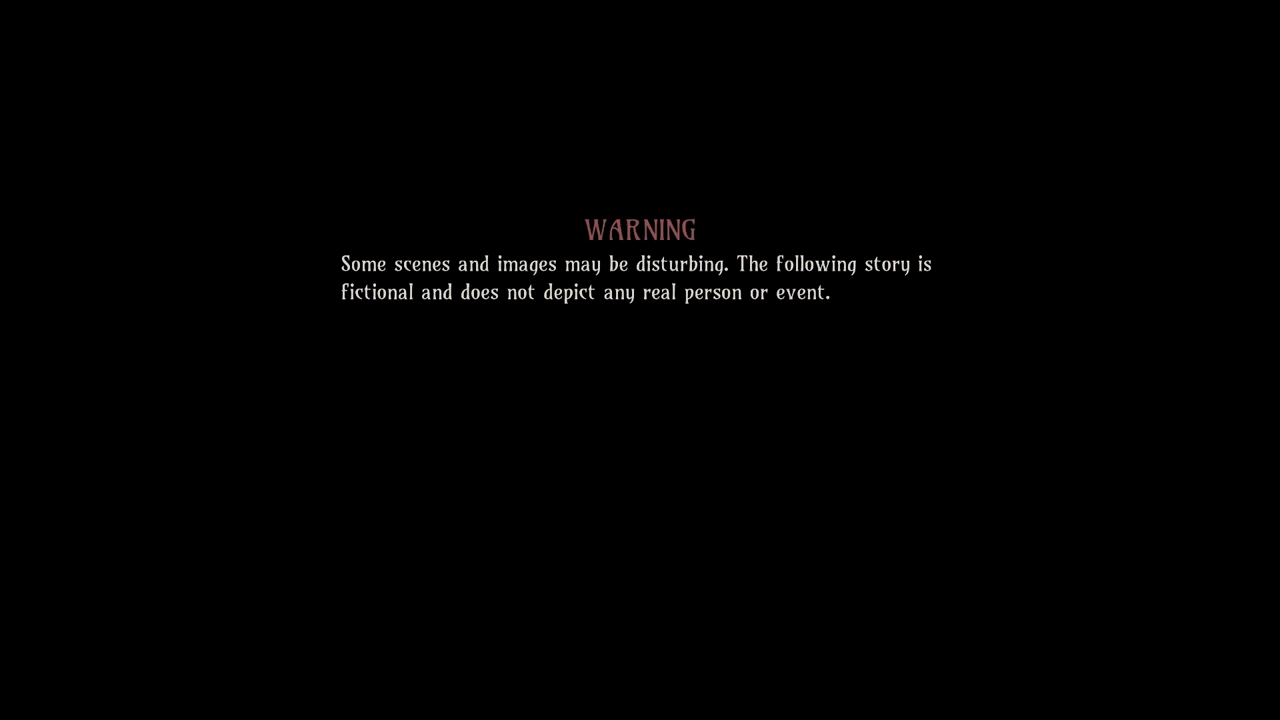 WARNING
Some scenes and images may be disturbing. The following story is
fictional and does not depict any real person or event.